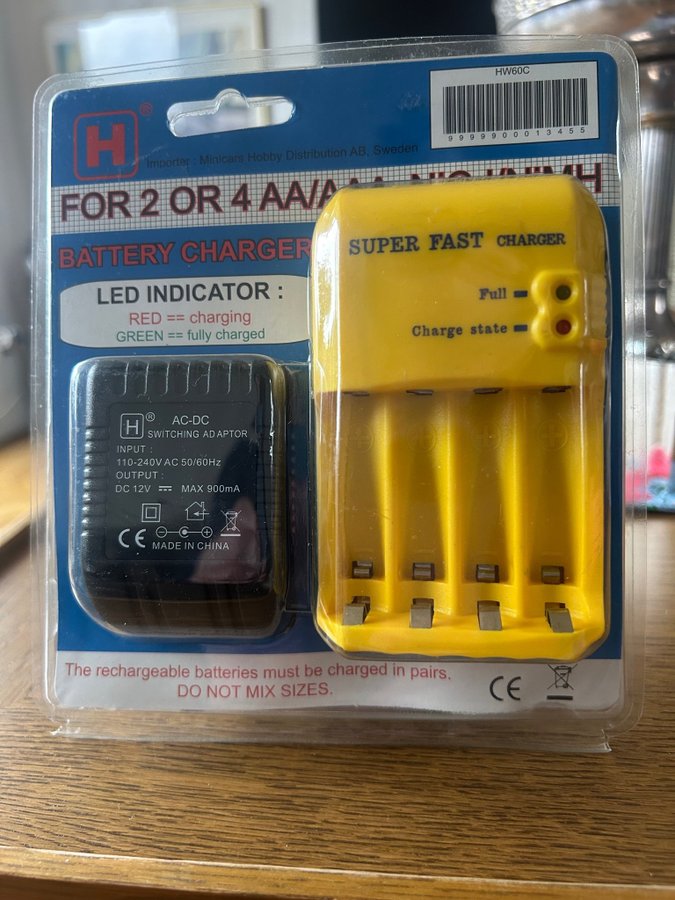 HW60C
9999900013455
H®
Importer : Minicars Hobby Distribution AB, Sweden
FOR 2 OR 4 AA/AAA NiCd/NiMH
BATTERY CHARGER
SUPER FAST CHARGER
LED INDICATOR :
RED == charging
GREEN == fully charged
Full
Charge state
H®
AC-DC
SWITCHING ADAPTOR
INPUT :
110-240V AC 50/60Hz
OUTPUT :
DC 12V MAX 900mA
CE MADE IN CHINA
The rechargeable batteries must be charged in pairs,
DO NOT MIX SIZES.
CE